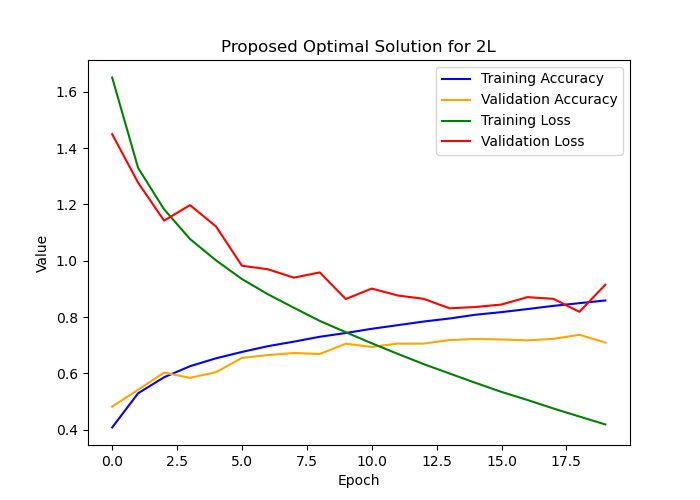 Proposed Optimal Solution for 2L
Training Accuracy
Validation Accuracy
Training Loss
Validation Loss
1.6
1.4
1.2
1.0
0.8
0.6
0.4
Value
0.0 2.5 5.0 7.5 10.0 12.5 15.0 17.5
Epoch